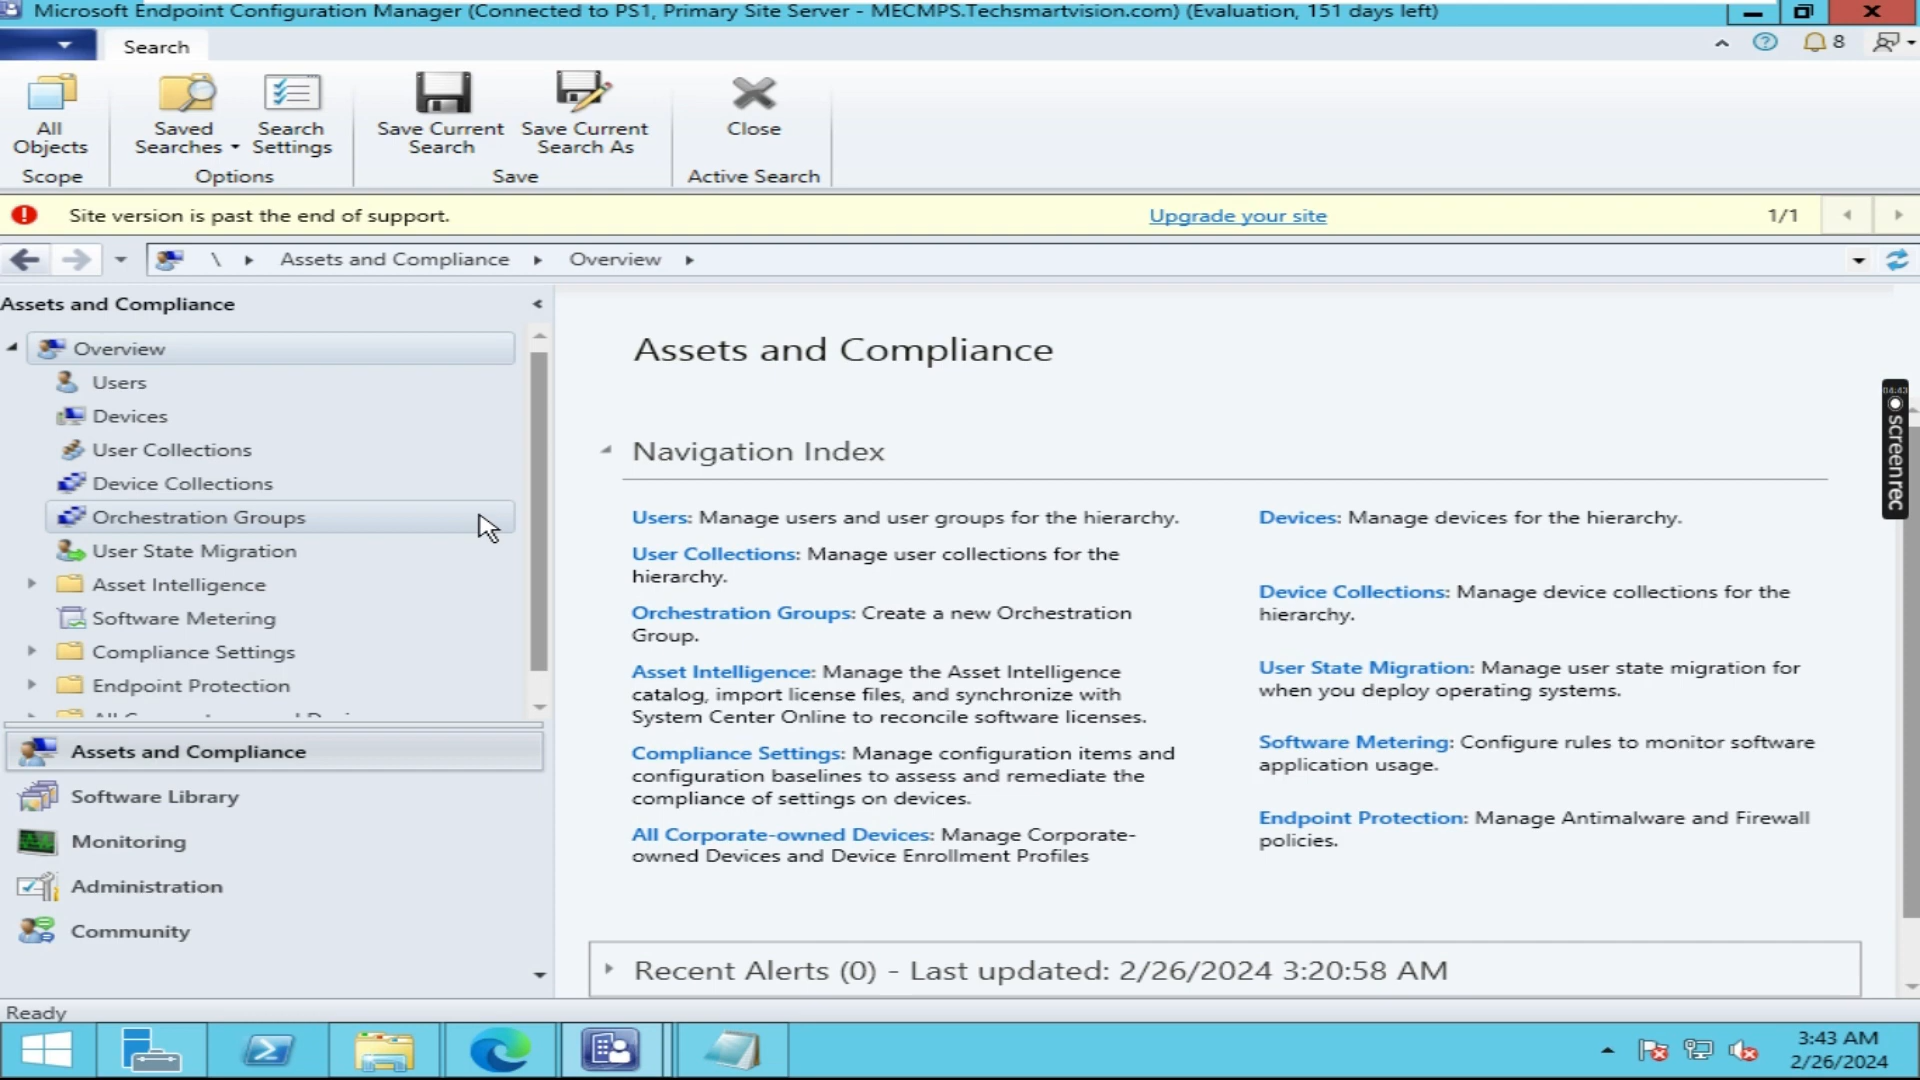 Microsoft Endpoint Configuration Manager (Connected to PS1, Primary Site Server - MECMPS.Techsmartvision.com) (Evaluation, 151 days left)
Search
8
All Objects
Saved Searches
Search Settings
Save Current Search
Save Current Search As
Close
Scope
Options
Save
Active Search
Site version is past the end of support.
Upgrade your site
1/1
\ Assets and Compliance Overview
Assets and Compliance
Overview
Users
Devices
User Collections
Device Collections
Orchestration Groups
User State Migration
Asset Intelligence
Software Metering
Compliance Settings
Endpoint Protection
Assets and Compliance
Software Library
Monitoring
Administration
Community
Assets and Compliance
Navigation Index
Users: Manage users and user groups for the hierarchy.
User Collections: Manage user collections for the
hierarchy.
Orchestration Groups: Create a new Orchestration
Group.
Asset Intelligence: Manage the Asset Intelligence
catalog, import license files, and synchronize with
System Center Online to reconcile software licenses.
Compliance Settings: Manage configuration items and
configuration baselines to assess and remediate the
compliance of settings on devices.
All Corporate-owned Devices: Manage Corporate-
owned Devices and Device Enrollment Profiles
Devices: Manage devices for the hierarchy.
Device Collections: Manage device collections for the
hierarchy.
User State Migration: Manage user state migration for
when you deploy operating systems.
Software Metering: Configure rules to monitor software
application usage.
Endpoint Protection: Manage Antimalware and Firewall
policies.
Recent Alerts (0) - Last updated: 2/26/2024 3:20:58 AM
04:43
screenrec
Ready
3:43 AM
2/26/2024